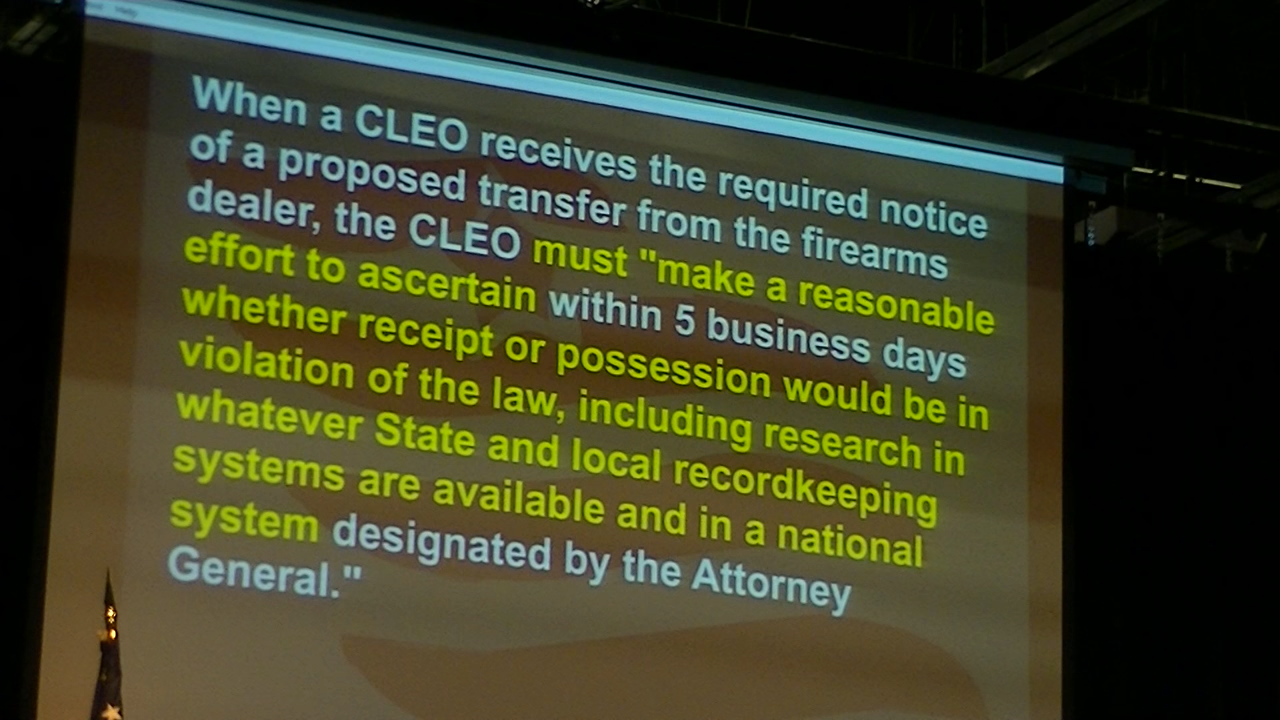 Help
When a CLEO receives the required notice
of a proposed transfer from the firearms
dealer, the CLEO must "make a reasonable
effort to ascertain within 5 business days
whether receipt or possession would be in
violation of the law, including research in
whatever State and local recordkeeping
systems are available and in a national
system designated by the Attorney
General."